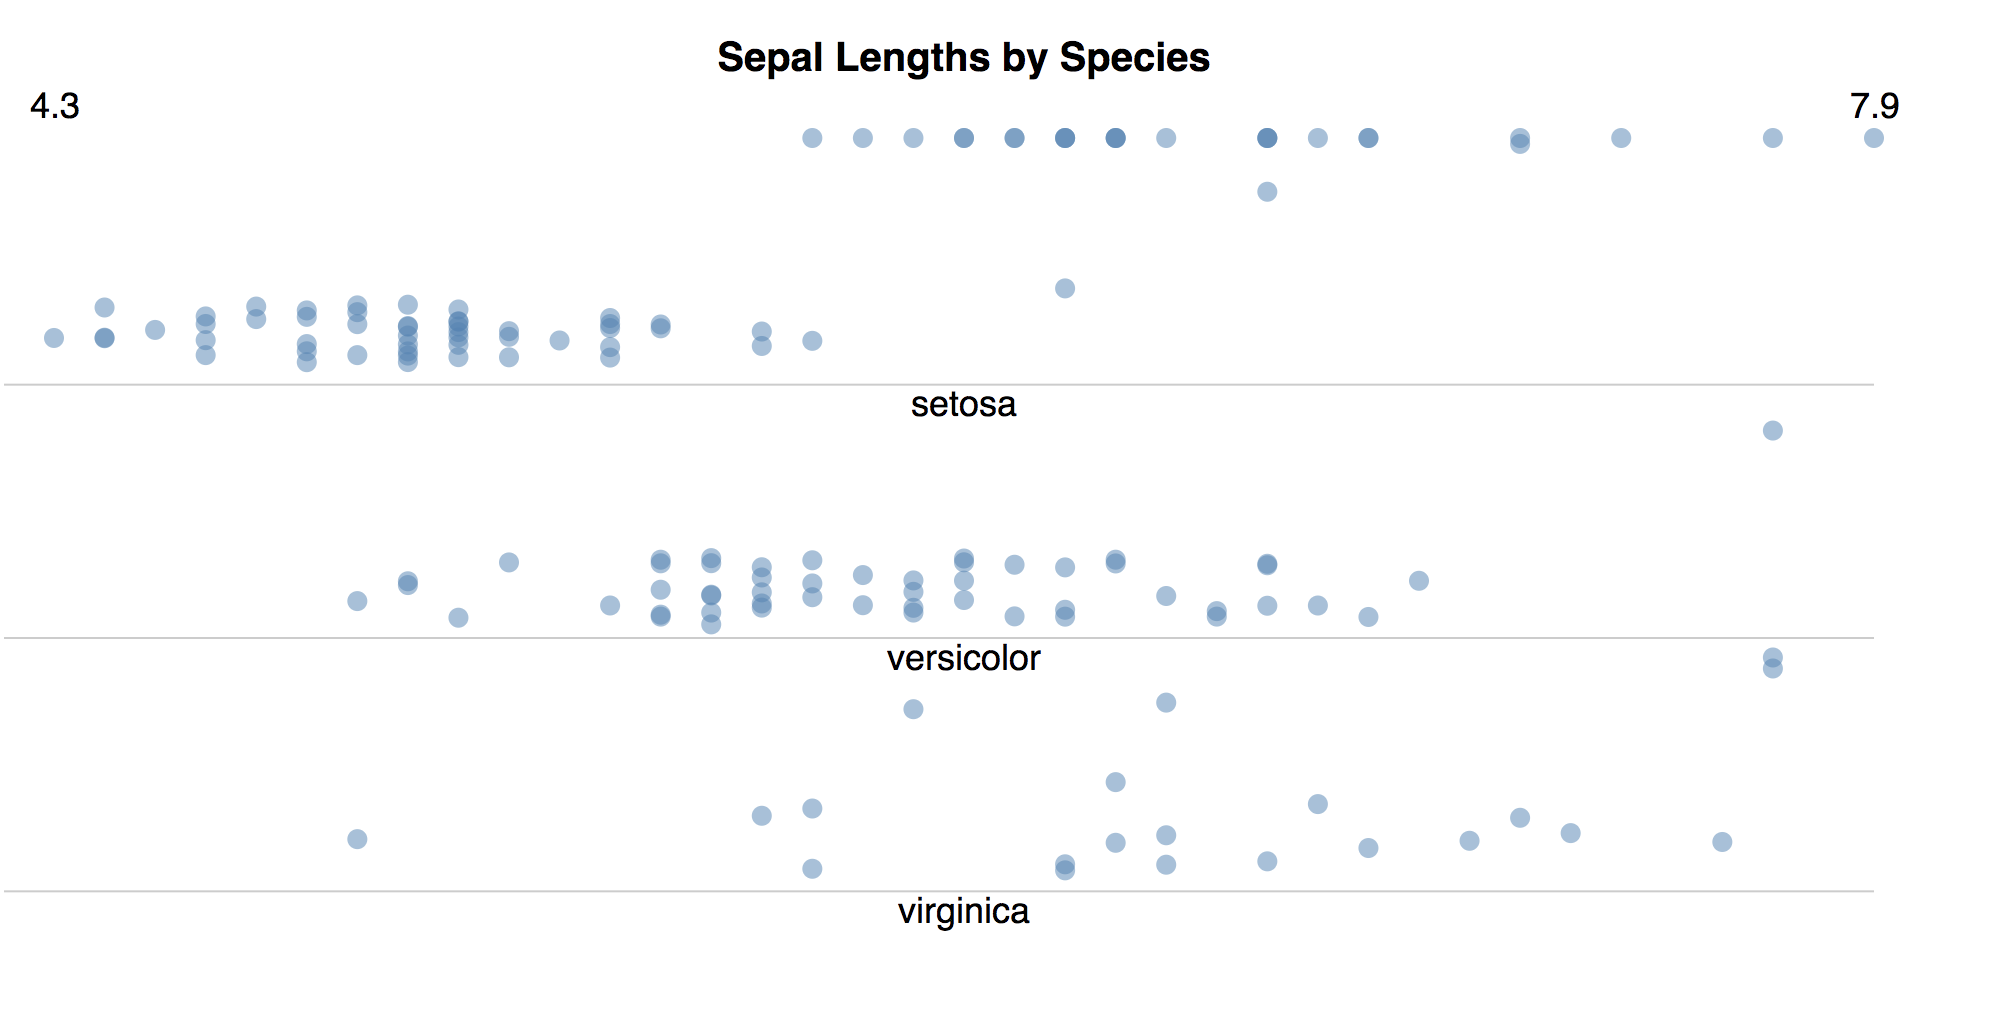 Sepal Lengths by Species
4.3
7.9
setosa
versicolor
virginica